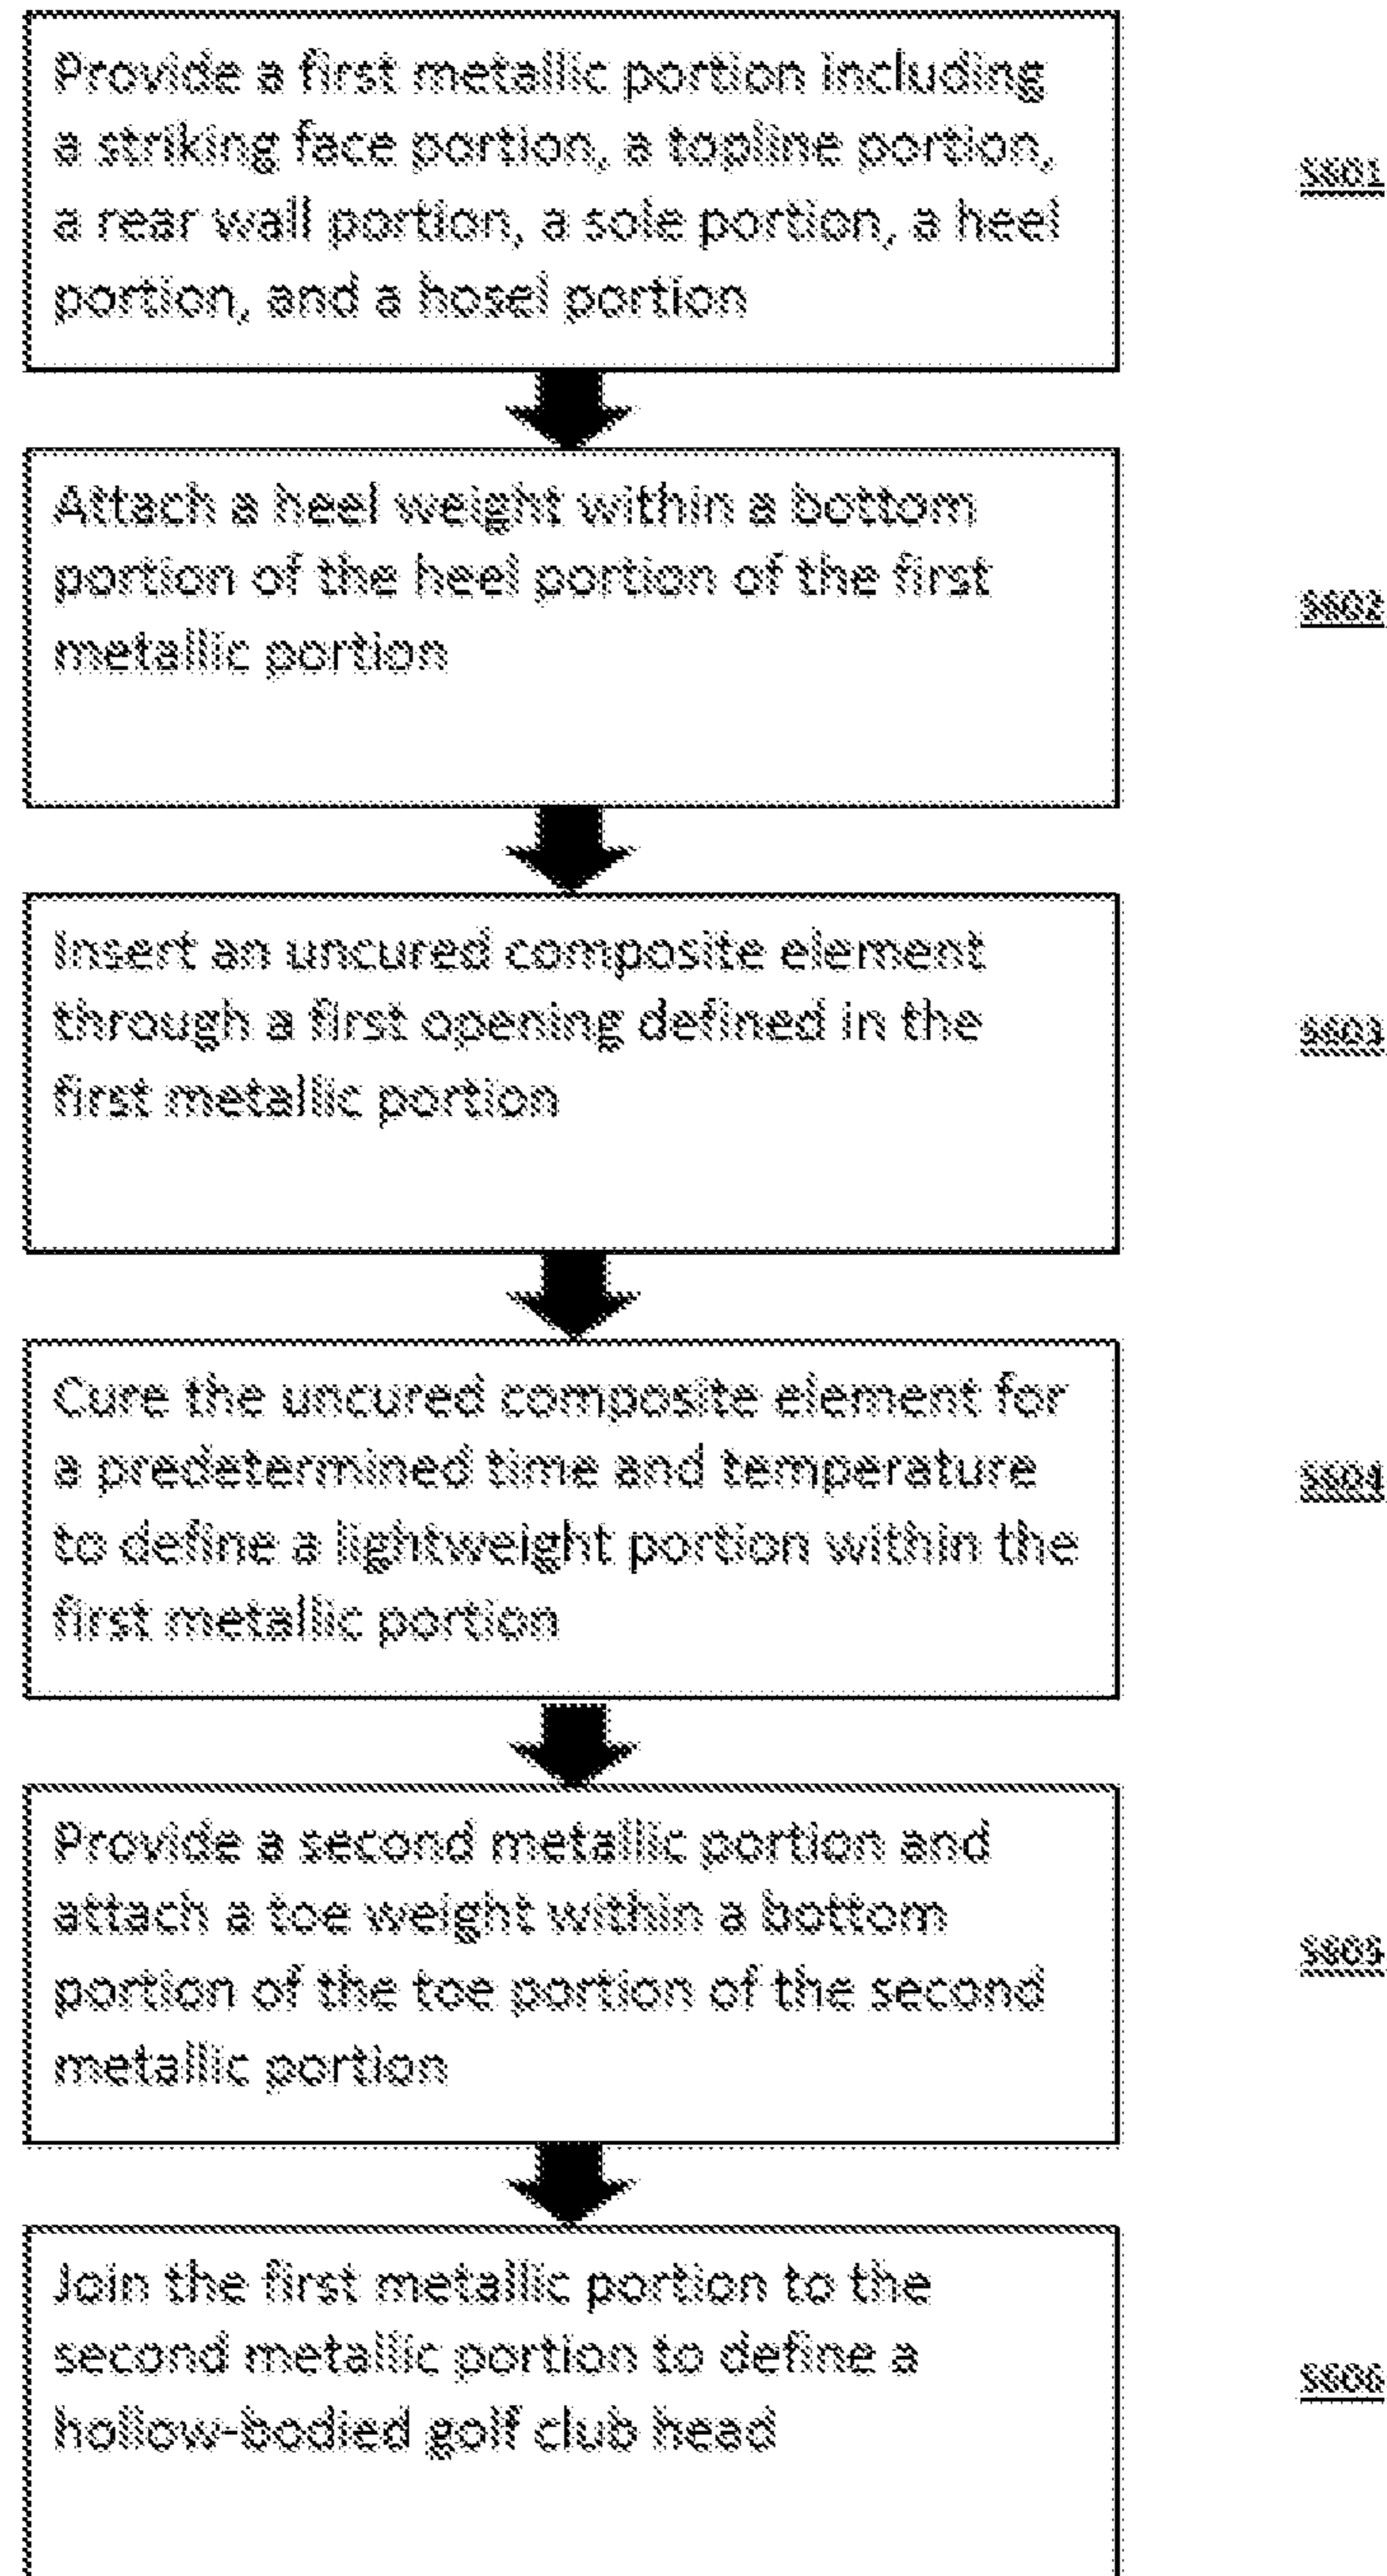 Provide a first metallic portion including
a striking face portion, a topline portion,
a rear wall portion, a sole portion, a heel
portion, and a hosel portion
Attach a heel weight within a bottom
portion of the heel portion of the first
metallic portion
Insert an uncured composite element
through a first opening defined in the
first metallic portion
Cure the uncured composite element for
a predetermined time and temperature
to define a lightweight portion within the
first metallic portion
Provide a second metallic portion and
attach a toe weight within a bottom
portion of the toe portion of the second
metallic portion
Join the first metallic portion to the
second metallic portion to define a
hollow-bodied golf club head